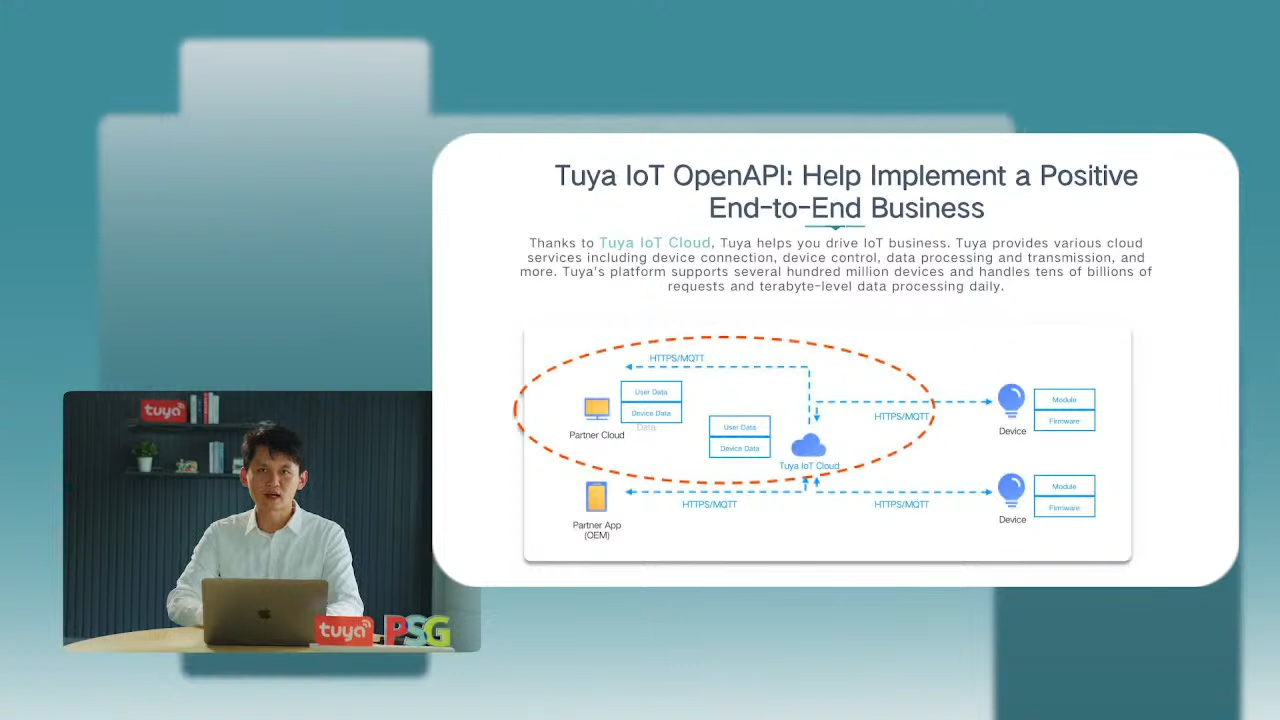 Tuya IoT OpenAPI: Help Implement a Positive
End-to-End Business
Thanks to Tuya IoT Cloud, Tuya helps you drive IoT business. Tuya provides various cloud
services including device connection, device control, data processing and transmission, and
more. Tuya's platform supports several hundred million devices and handles tens of billions of
requests and terabyte-level data processing daily.
HTTPS/MQTT
User Data
Device Data
Data
Partner Cloud
User Data
Device Data
Tuya IoT Cloud
HTTPS/MQTT
Device
Module
Firmware
HTTPS/MQTT
HTTPS/MQTT
Device
Module
Firmware
Partner App
(OEM)
tuya
tuya
PSG